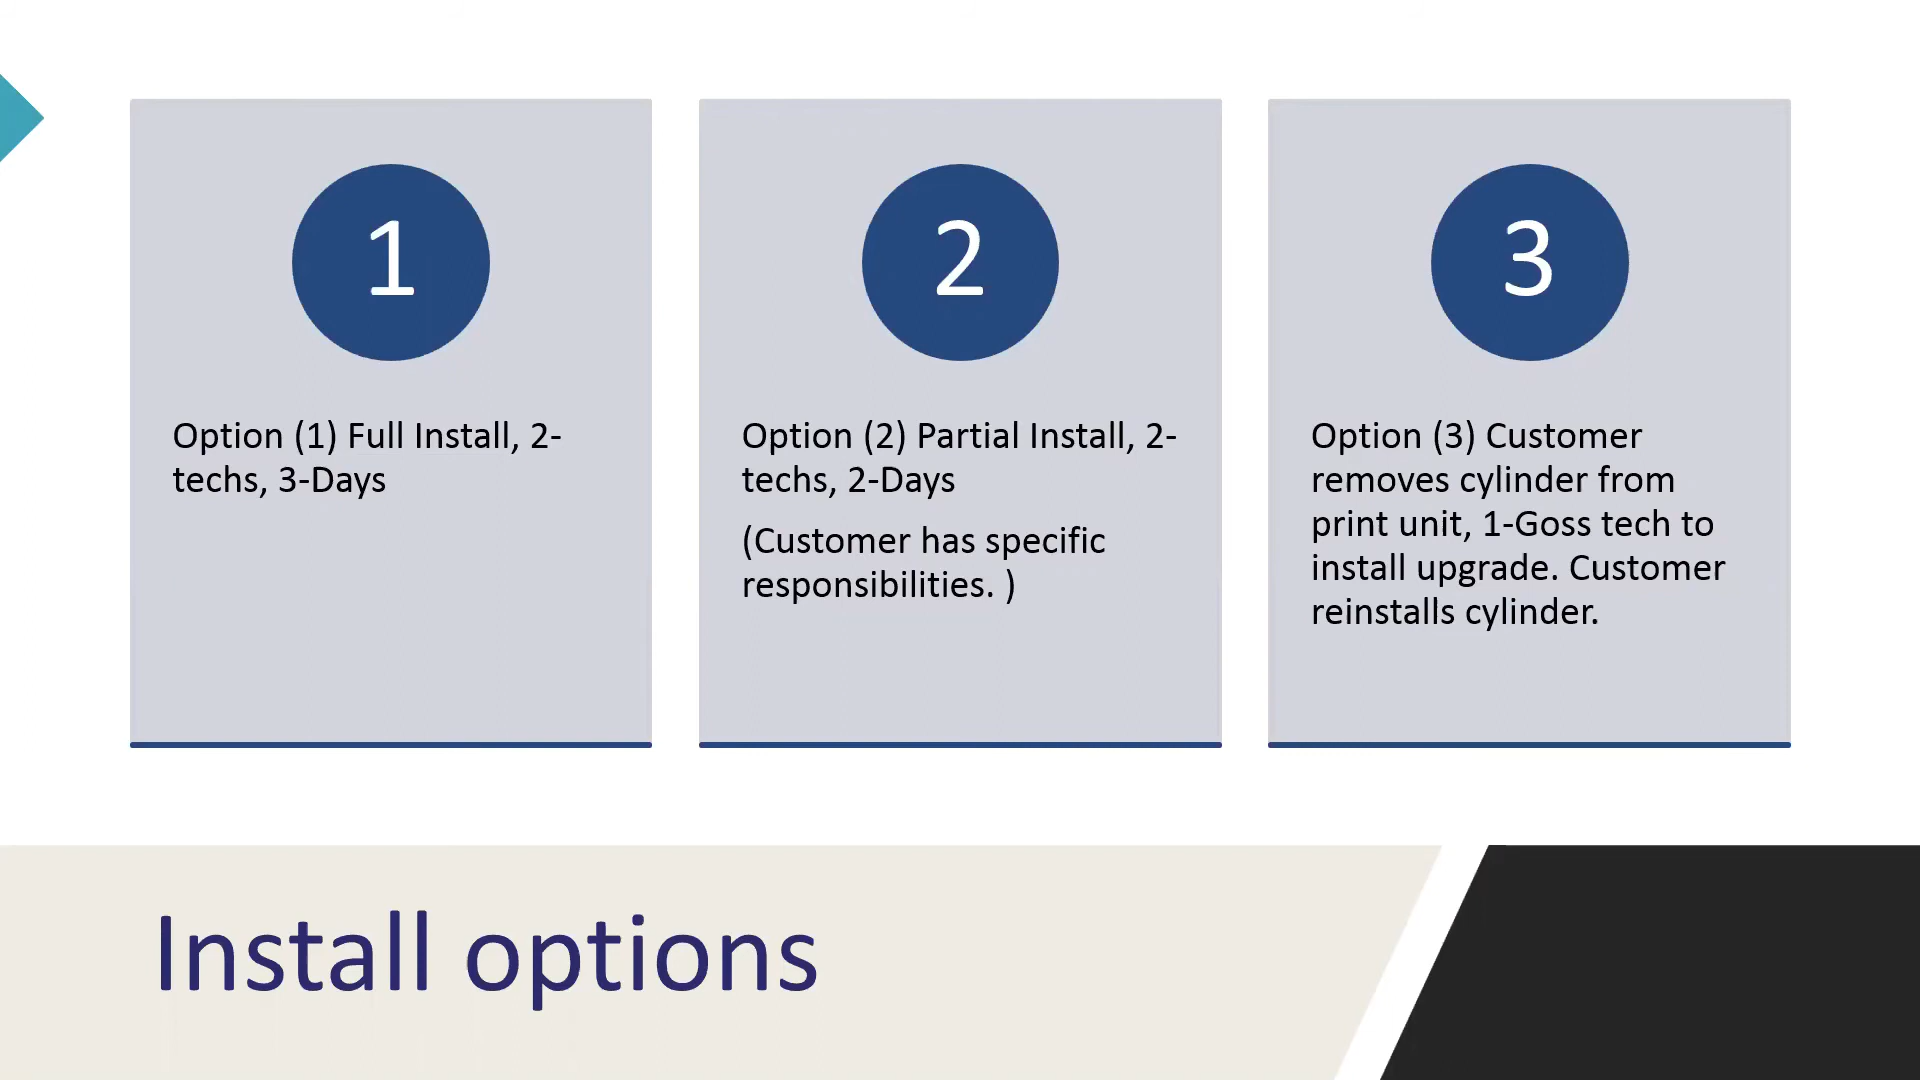 1
Option (1) Full Install, 2-
techs, 3-Days
2
Option (2) Partial Install, 2-
techs, 2-Days
(Customer has specific
responsibilities. )
3
Option (3) Customer
removes cylinder from
print unit, 1-Goss tech to
install upgrade. Customer
reinstalls cylinder.
Install options